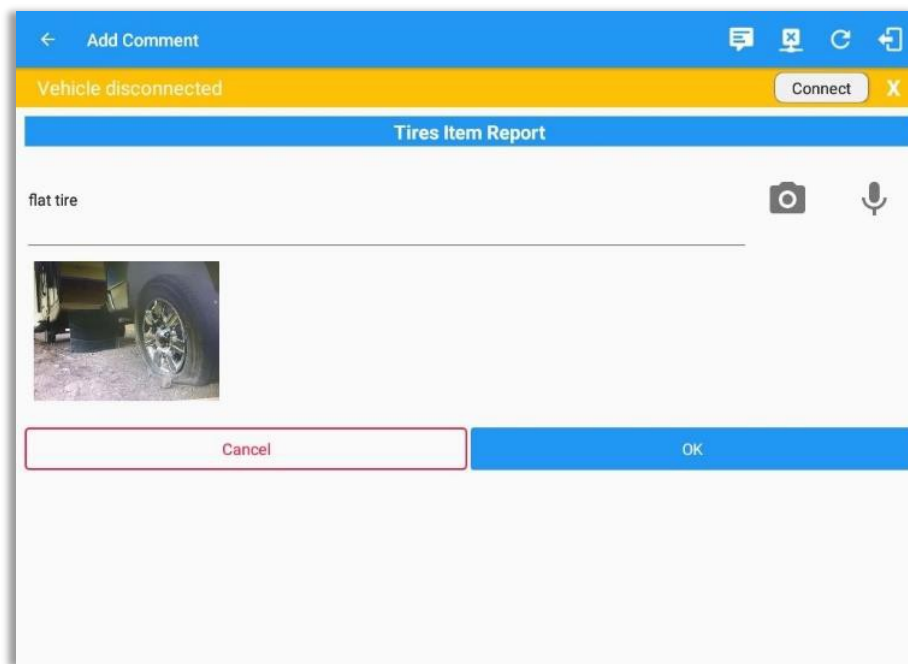 Add Comment
Vehicle disconnected
Connect
X
Tires Item Report
flat tire
Cancel
OK